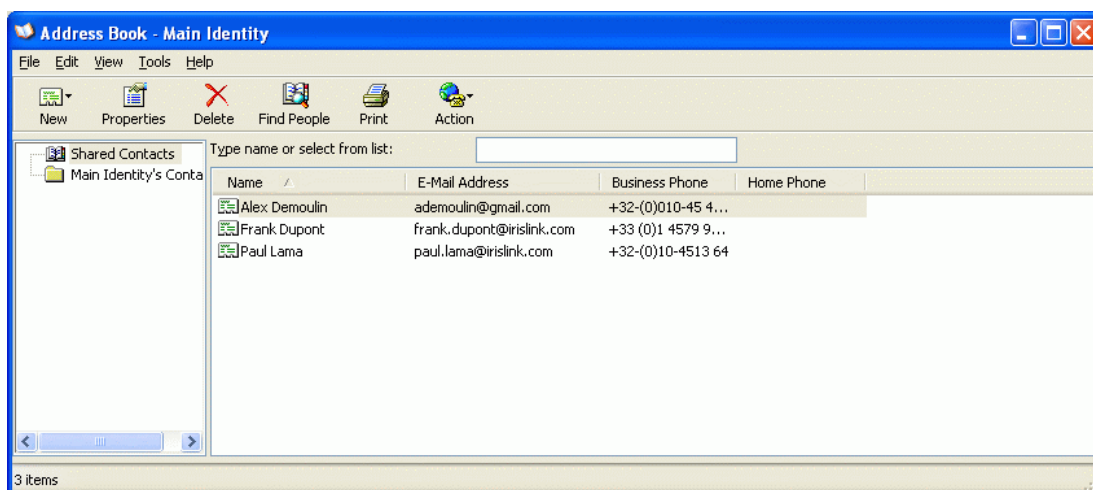 Address Book - Main Identity
File Edit View Tools Help
New Properties Delete Find People Print Action
Shared Contacts
Main Identity's Conta
Type name or select from list:
Name E-Mail Address Business Phone Home Phone
Alex Demoulin ademoulin@gmail.com +32-(0)010-45 4...
Frank Dupont frank.dupont@irislink.com +33 (0)1 4579 9...
Paul Lama paul.lama@irislink.com +32-(0)10-4513 64
3 items